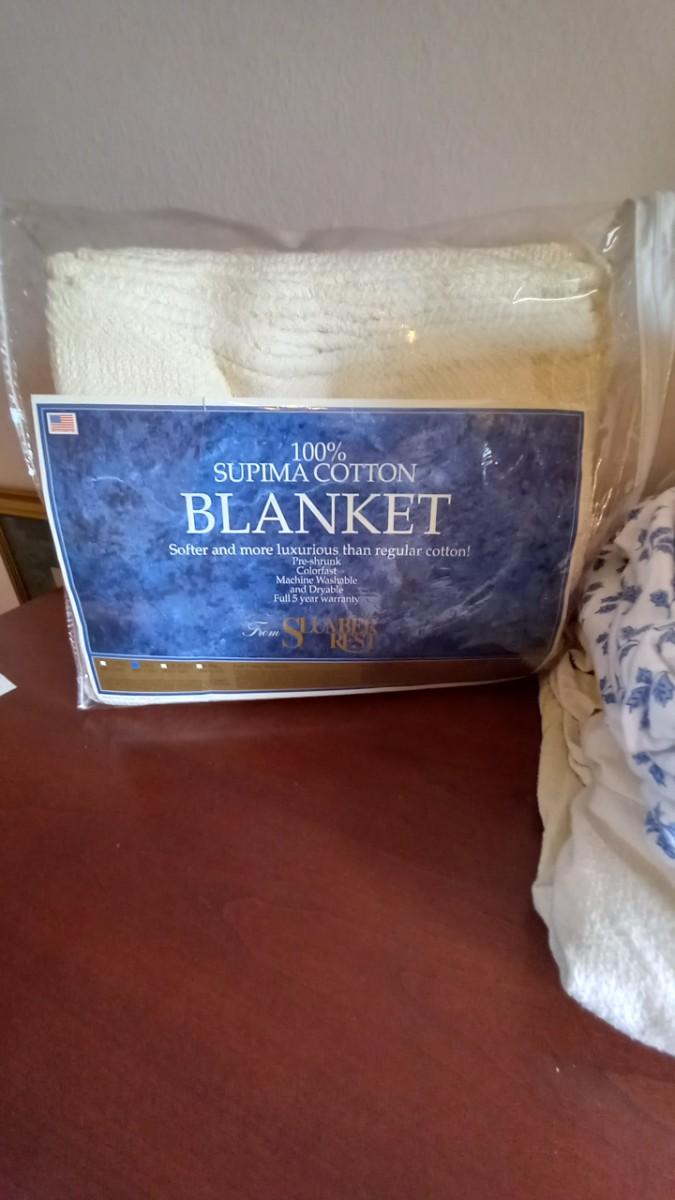 100%
SUPIMA COTTON
BLANKET
Softer and more luxurious than regular cotton!
Pre-shrunk
Colorfast
Machine Washable
and Dryable
Full 5 year warranty
From SLUMBER
REST